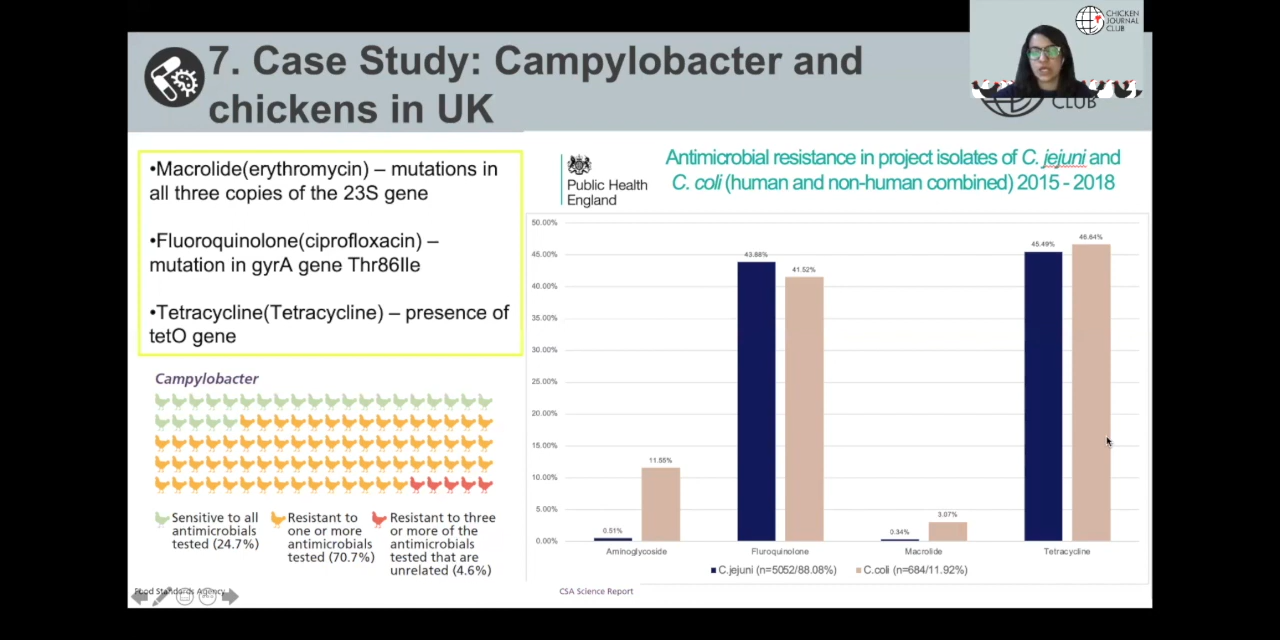 CHICKEN
JOURNAL
CLUB
CLUB
7. Case Study: Campylobacter and
chickens in UK
•Macrolide(erythromycin) – mutations in
all three copies of the 23S gene
•Fluoroquinolone(ciprofloxacin) –
mutation in gyrA gene Thr86Ile
•Tetracycline(Tetracycline) – presence of
tetO gene
Campylobacter
Sensitive to all
antimicrobials
tested (24.7%)
Resistant to
one or more
antimicrobials
tested (70.7%)
Resistant to three
or more of the
antimicrobials
tested that are
unrelated (4.6%)
Food Standards Agency
Public Health
England
Antimicrobial resistance in project isolates of C. jejuni and
C. coli (human and non-human combined) 2015 - 2018
50.00%
45.00%
40.00%
35.00%
30.00%
25.00%
20.00%
15.00%
10.00%
5.00%
0.00%
0.51%
11.55%
43.88%
41.52%
0.34%
3.07%
45.49%
46.64%
Aminoglycoside
Fluroquinolone
Macrolide
Tetracycline
C.jejuni (n=5052/88.08%)
C.coli (n=684/11.92%)
CSA Science Report